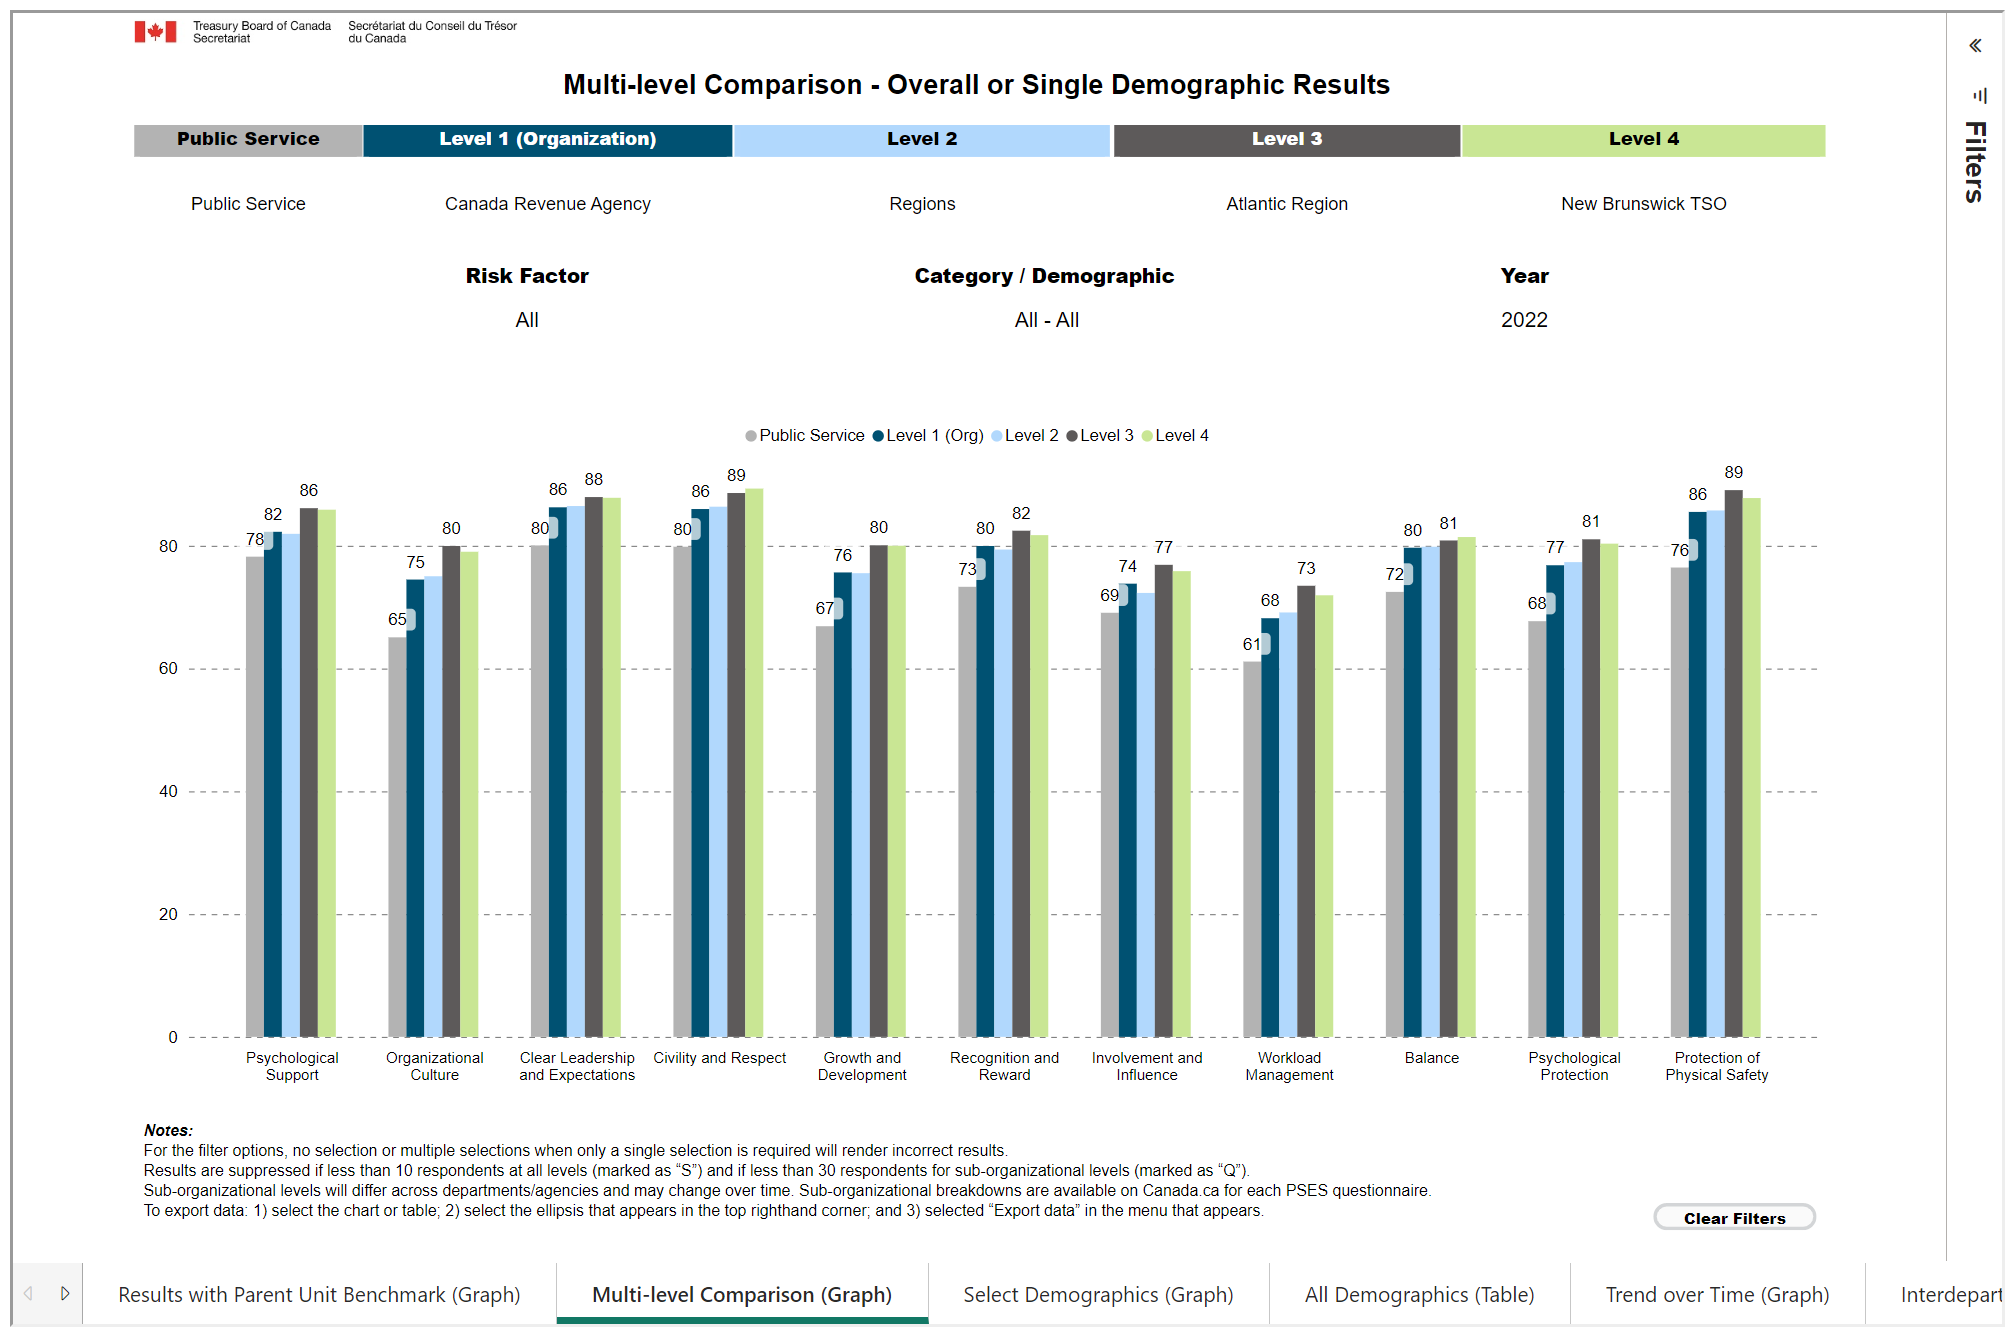 Treasury Board of Canada Secrétariat du Conseil du Trésor
Secretariat du Canada
Multi-level Comparison - Overall or Single Demographic Results
Public Service Level 1 (Organization) Level 2 Level 3 Level 4
Public Service Canada Revenue Agency Regions Atlantic Region New Brunswick TSO
Risk Factor Category / Demographic Year
All All - All 2022
Public Service Level 1 (Org) Level 2 Level 3 Level 4
78 82 86
65 75 80
80 86 88
80 86 89
67 76 80
73 80 82
69 74 77
61 68 73
72 80 81
68 77 81
76 86 89
80
60
40
20
0
Psychological Support
Organizational Culture
Clear Leadership and Expectations
Civility and Respect
Growth and Development
Recognition and Reward
Involvement and Influence
Workload Management
Balance
Psychological Protection
Protection of Physical Safety
Notes:
For the filter options, no selection or multiple selections when only a single selection is required will render incorrect results.
Results are suppressed if less than 10 respondents at all levels (marked as “S”) and if less than 30 respondents for sub-organizational levels (marked as “Q”).
Sub-organizational levels will differ across departments/agencies and may change over time. Sub-organizational breakdowns are available on Canada.ca for each PSES questionnaire.
To export data: 1) select the chart or table; 2) select the ellipsis that appears in the top righthand corner; and 3) selected “Export data” in the menu that appears.
Clear Filters
Filters
Results with Parent Unit Benchmark (Graph) Multi-level Comparison (Graph) Select Demographics (Graph) All Demographics (Table) Trend over Time (Graph) Interdepart